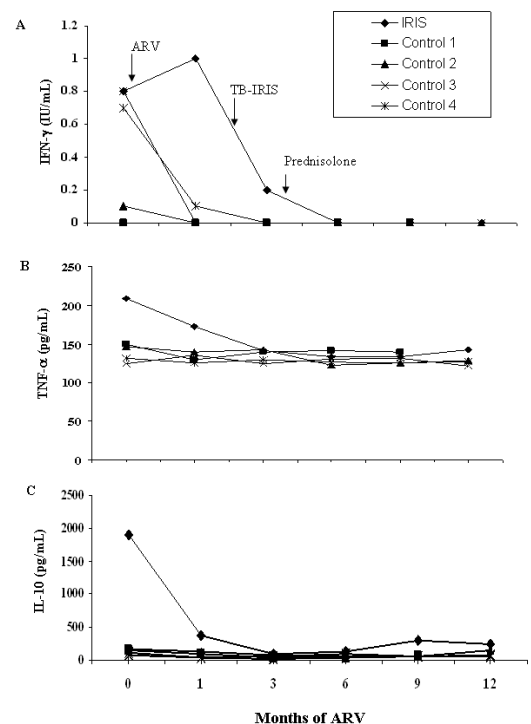 A
IRIS
Control 1
Control 2
Control 3
Control 4
IFN-γ (IU/mL)
1.2
1
0.8
0.6
0.4
0.2
0
ARV
TB-IRIS
Prednisolone
B
TNF-α (pg/mL)
250
200
150
100
50
0
C
IL-10 (pg/mL)
2500
2000
1500
1000
500
0
0 1 3 6 9 12
Months of ARV